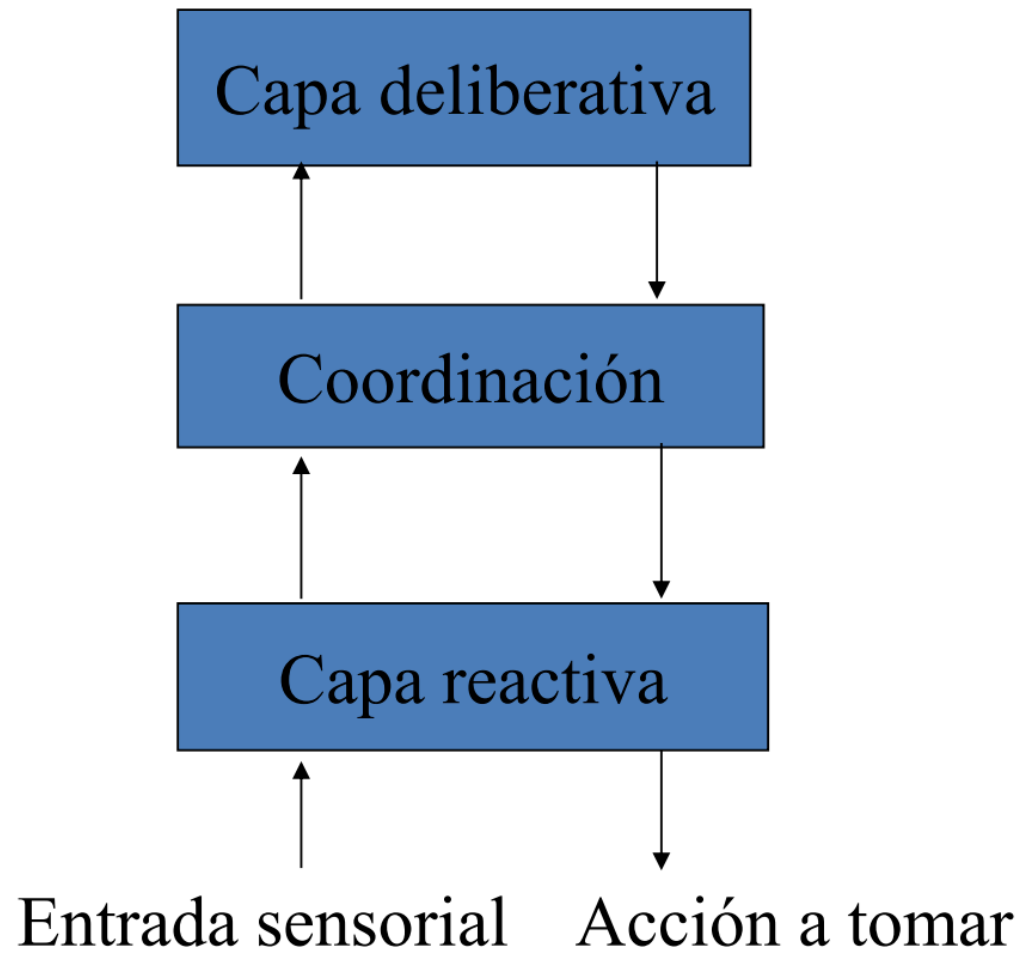 Capa deliberativa
Coordinación
Capa reactiva
Entrada sensorial
Acción a tomar